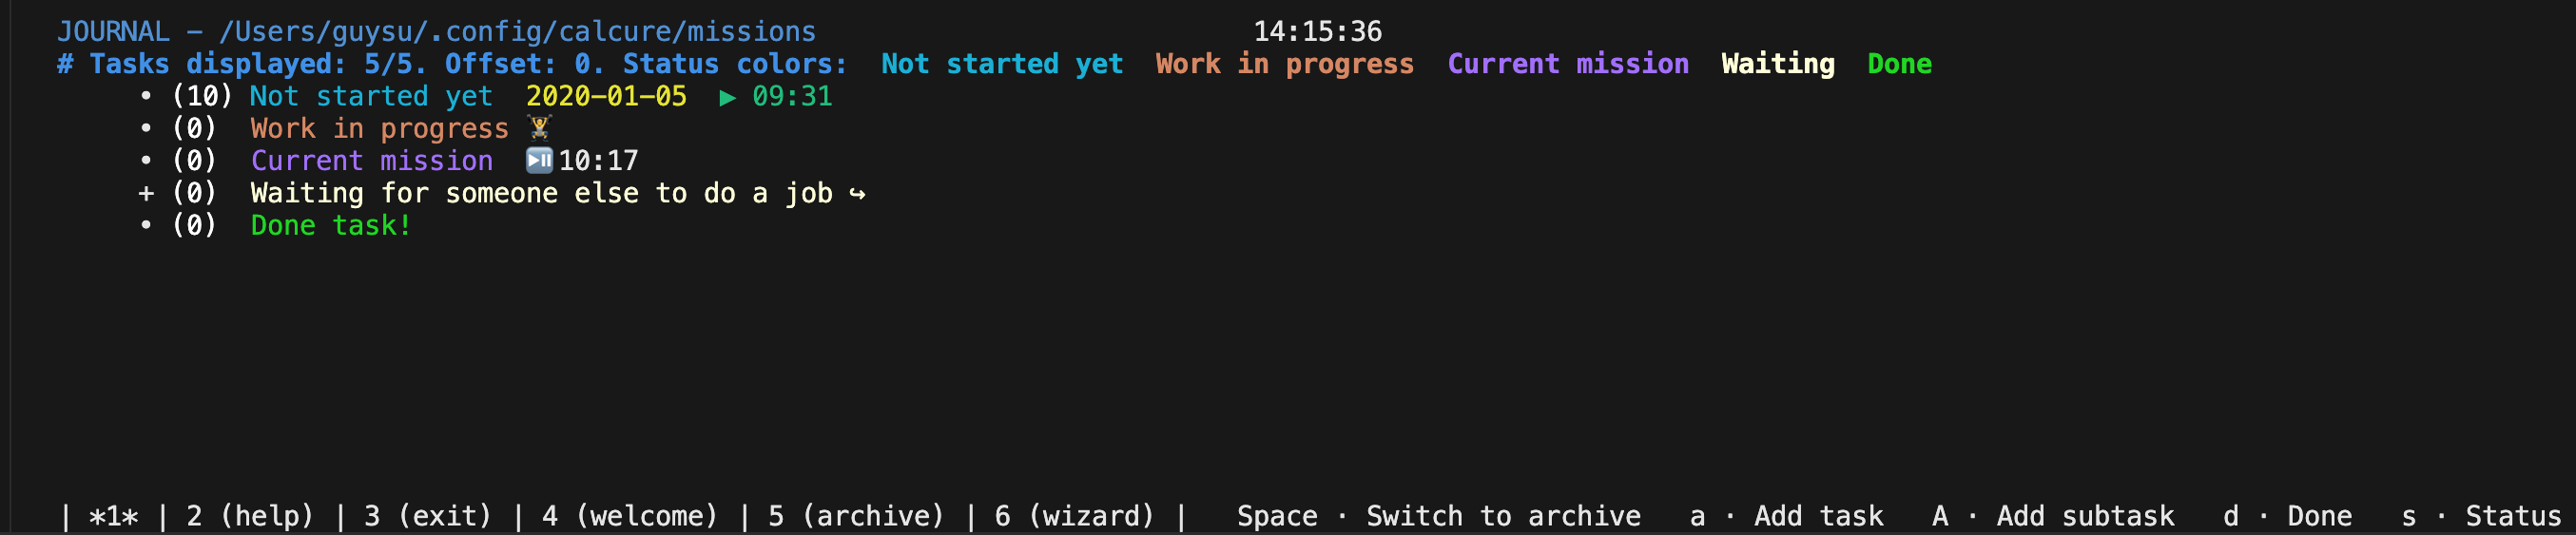 JOURNAL – /Users/guysu/.config/calcure/missions 14:15:36
# Tasks displayed: 5/5. Offset: 0. Status colors: Not started yet Work in progress Current mission Waiting Done
• (10) Not started yet 2020-01-05 ▶ 09:31
• (0) Work in progress 🏋
• (0) Current mission ⏯10:17
+ (0) Waiting for someone else to do a job ↪
• (0) Done task!
| *1* | 2 (help) | 3 (exit) | 4 (welcome) | 5 (archive) | 6 (wizard) | Space · Switch to archive a · Add task A · Add subtask d · Done s · Status